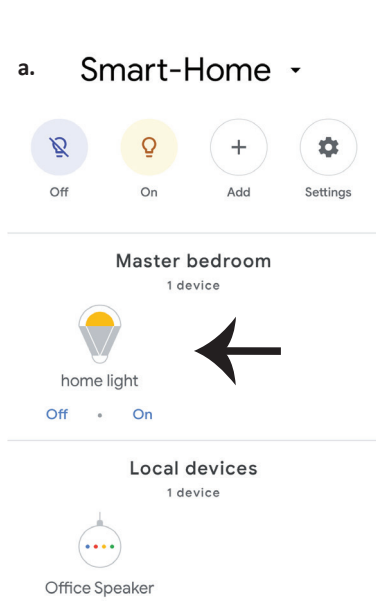 a. Smart-Home
Off On Add Settings
Master bedroom
1 device
home light
Off • On
Local devices
1 device
Office Speaker